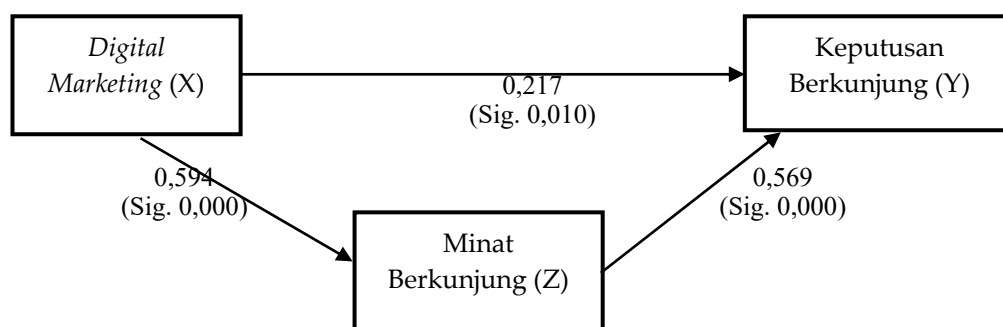 Digital
Marketing (X)
Keputusan
Berkunjung (Y)
0,217
(Sig. 0,010)
0,594
(Sig. 0,000)
0,569
(Sig. 0,000)
Minat
Berkunjung (Z)